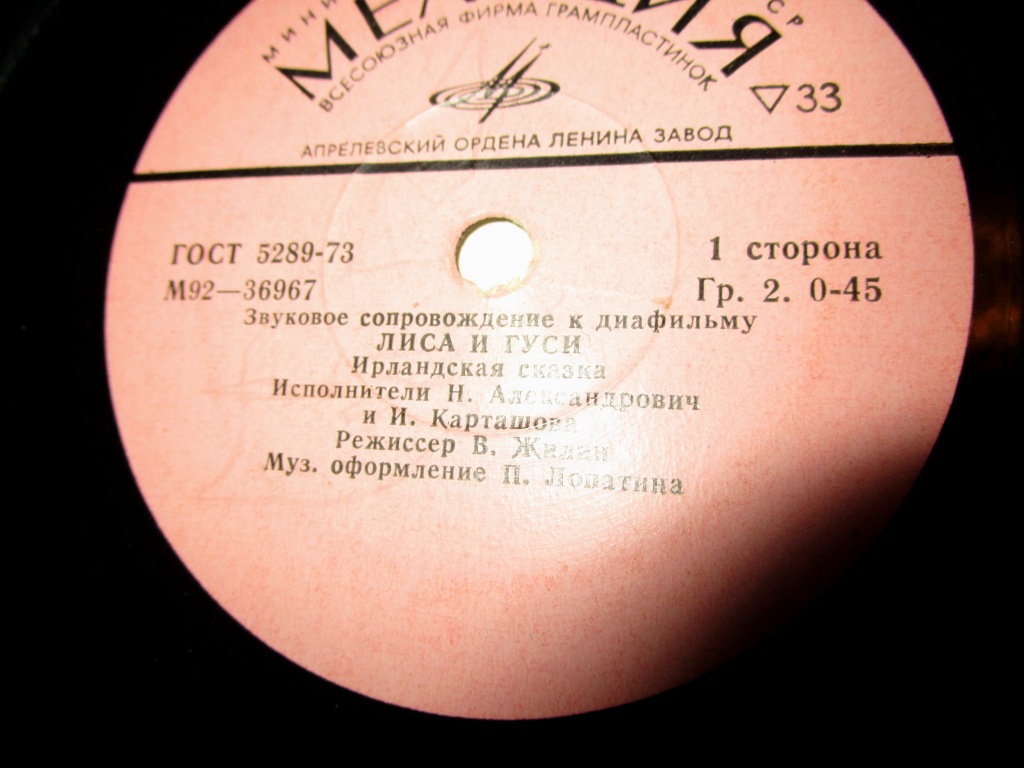 ВСЕСОЮЗНАЯ ФИРМА ГРАМПЛАСТИНОК
▽33
АПРЕЛЕВСКИЙ ОРДЕНА ЛЕНИНА ЗАВОД
ГОСТ 5289-73
М92—36967
1 сторона
Гр. 2. 0-45
Звуковое сопровождение к диафильму
ЛИСА И ГУСИ
Ирландская сказка
Исполнители Н. Александрович
и И. Карташова
Режиссер В. Жилин
Муз. оформление П. Лопатина